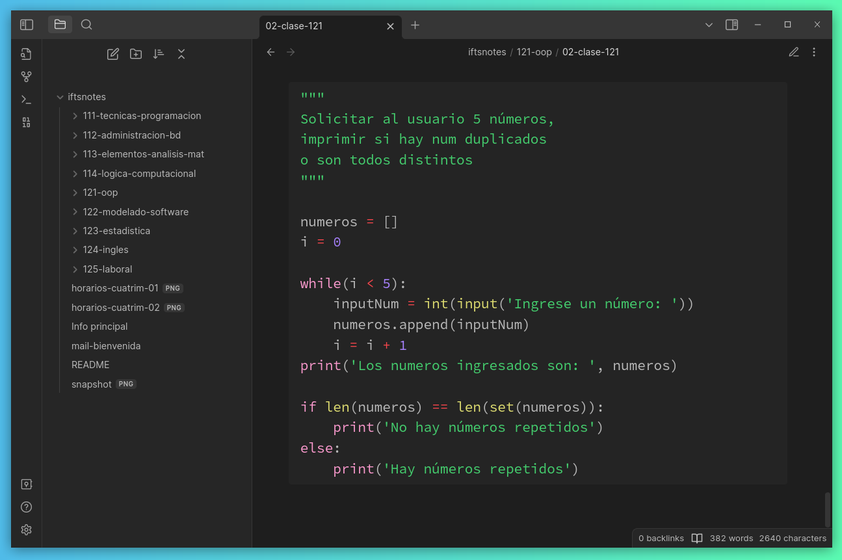 02-clase-121
iftsnotes / 121-oop / 02-clase-121
iftsnotes
111-tecnicas-programacion
112-administracion-bd
113-elementos-analisis-mat
114-logica-computacional
121-oop
122-modelado-software
123-estadistica
124-ingles
125-laboral
horarios-cuatrim-01 PNG
horarios-cuatrim-02 PNG
Info principal
mail-bienvenida
README
snapshot PNG
"""
Solicitar al usuario 5 números,
imprimir si hay num duplicados
o son todos distintos
"""
numeros = []
i = 0
while(i < 5):
    inputNum = int(input('Ingrese un número: '))
    numeros.append(inputNum)
    i = i + 1
print('Los numeros ingresados son: ', numeros)
if len(numeros) == len(set(numeros)):
    print('No hay números repetidos')
else:
    print('Hay números repetidos')
0 backlinks 382 words 2640 characters